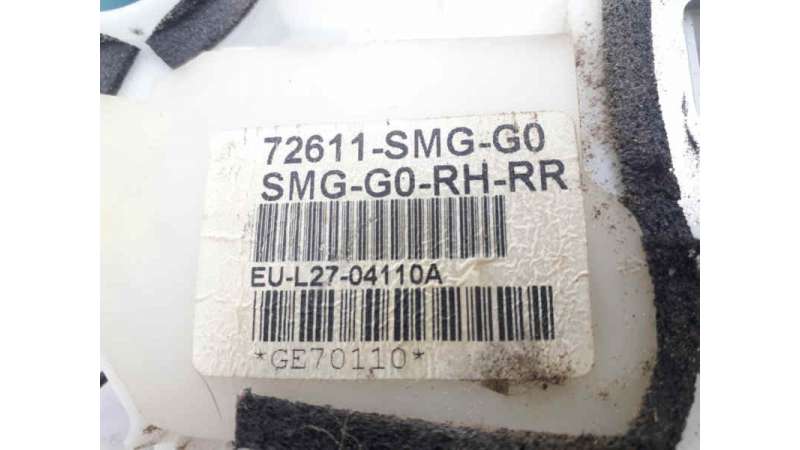 72611-SMG-G0
SMG-G0-RH-RR
EU-L27-04110A
*GE70110*